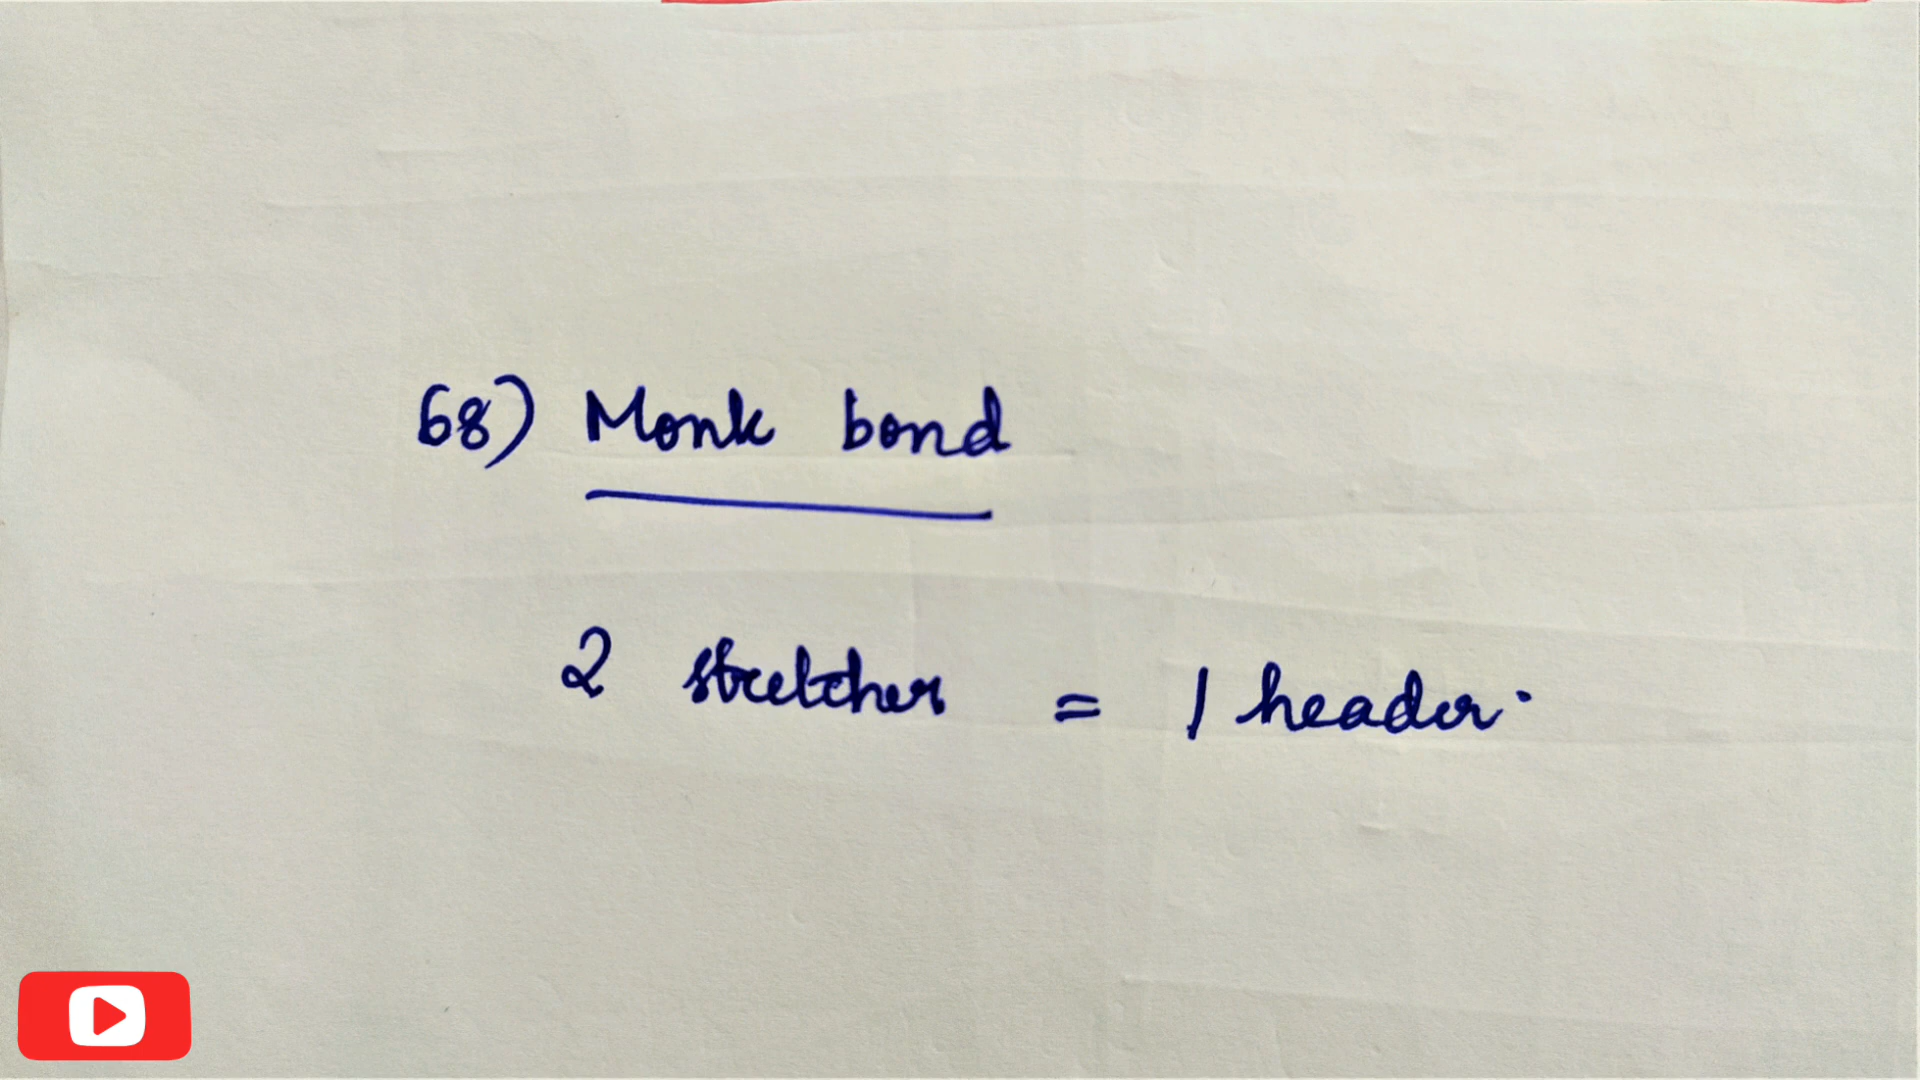 68) Monk bond
2 stretcher = 1 header.